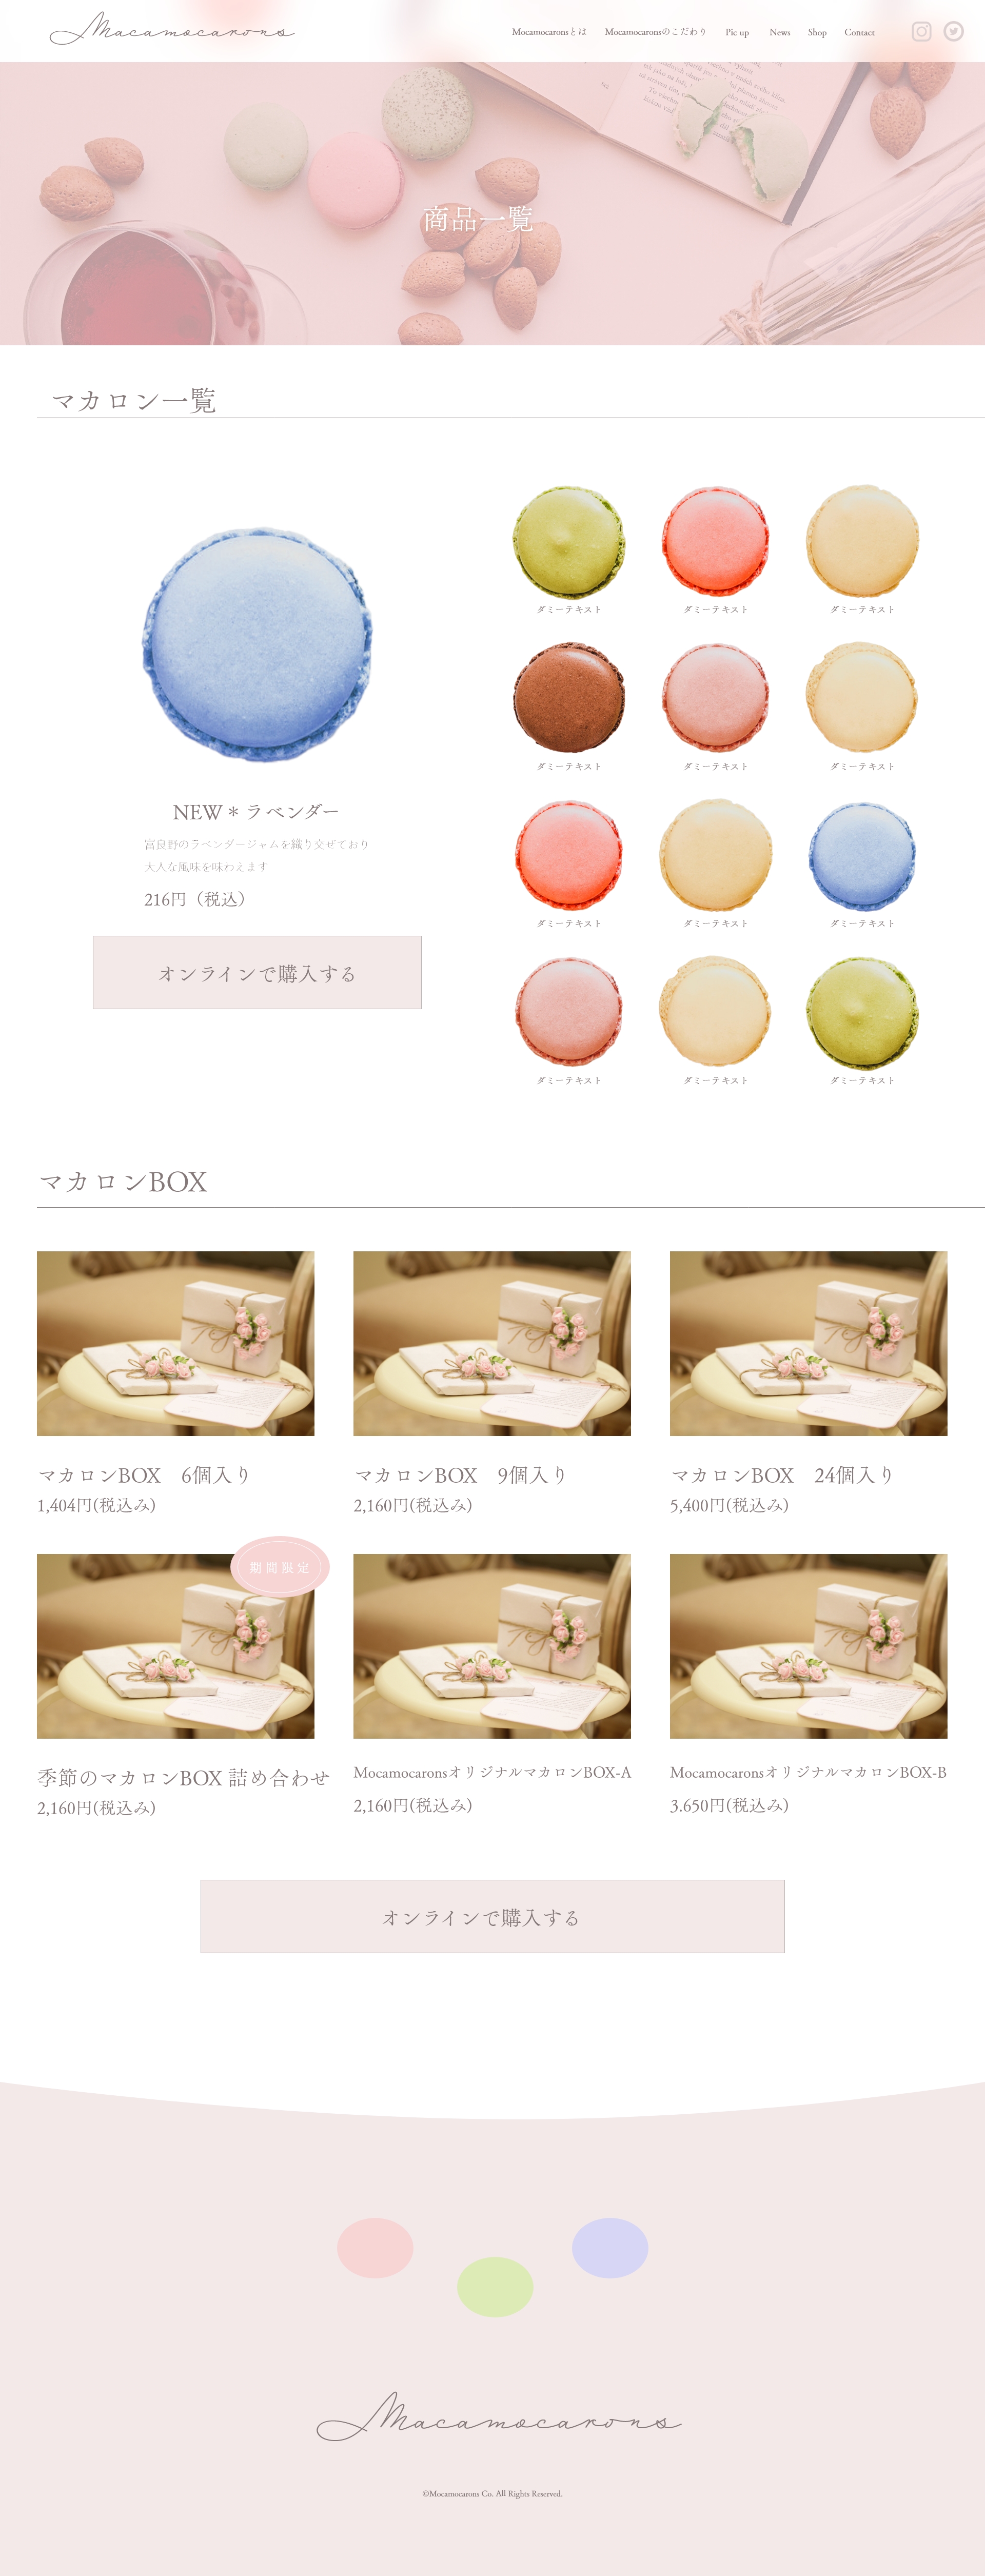 Macamocarons
Mocamocaronsとは
Mocamocaronsのこだわり
Pic up
News
Shop
Contact
商品一覧
マカロン一覧
ダミーテキスト
ダミーテキスト
ダミーテキスト
ダミーテキスト
ダミーテキスト
ダミーテキスト
ダミーテキスト
ダミーテキスト
ダミーテキスト
ダミーテキスト
ダミーテキスト
ダミーテキスト
NEW＊ラベンダー
富良野のラベンダージャムを織り交ぜており
大人な風味を味わえます
216円（税込）
オンラインで購入する
マカロンBOX
マカロンBOX　6個入り
1,404円(税込み)
マカロンBOX　9個入り
2,160円(税込み)
マカロンBOX　24個入り
5,400円(税込み)
期間限定
季節のマカロンBOX 詰め合わせ
2,160円(税込み)
MocamocaronsオリジナルマカロンBOX-A
2,160円(税込み)
MocamocaronsオリジナルマカロンBOX-B
3.650円(税込み)
オンラインで購入する
Macamocarons
©Mocamocarons Co. All Rights Reserved.